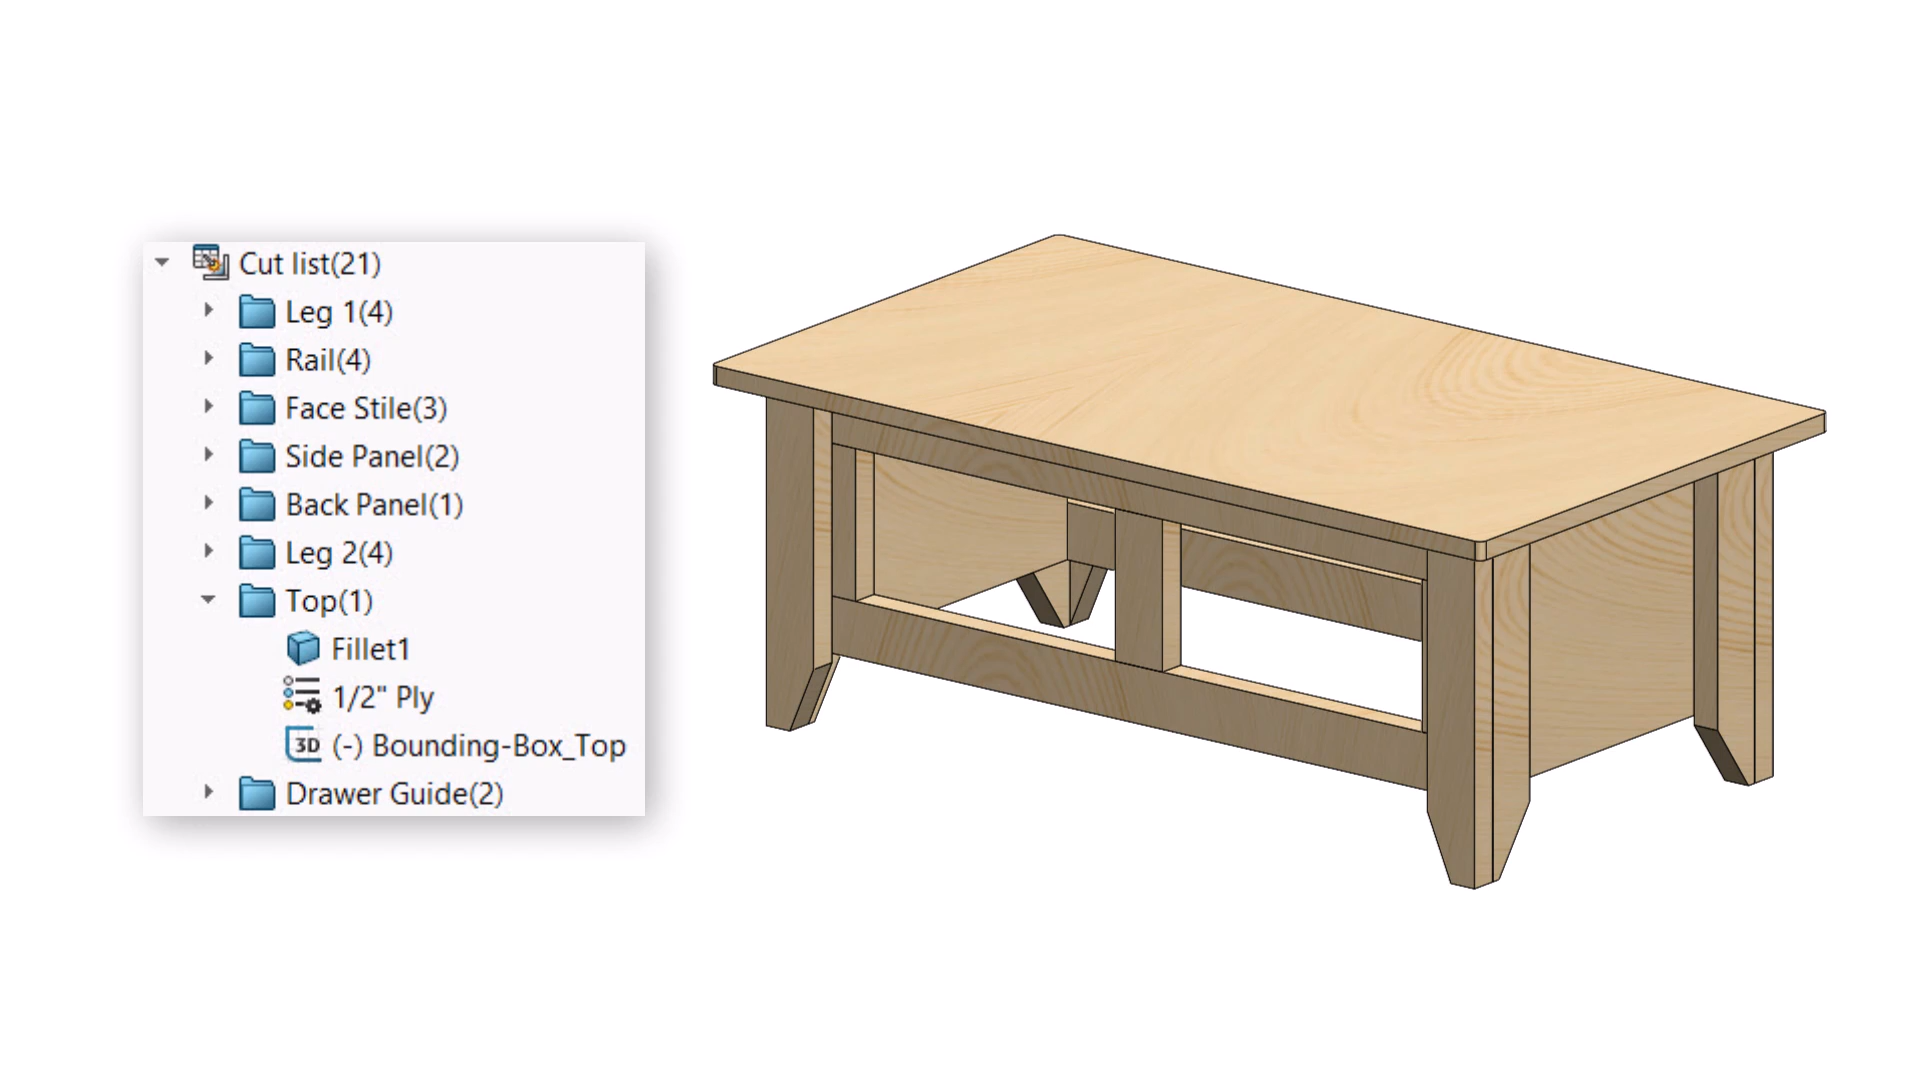 Cut list(21)
Leg 1(4)
Rail(4)
Face Stile(3)
Side Panel(2)
Back Panel(1)
Leg 2(4)
Top(1)
Fillet1
1/2" Ply
3D (-) Bounding-Box_Top
Drawer Guide(2)